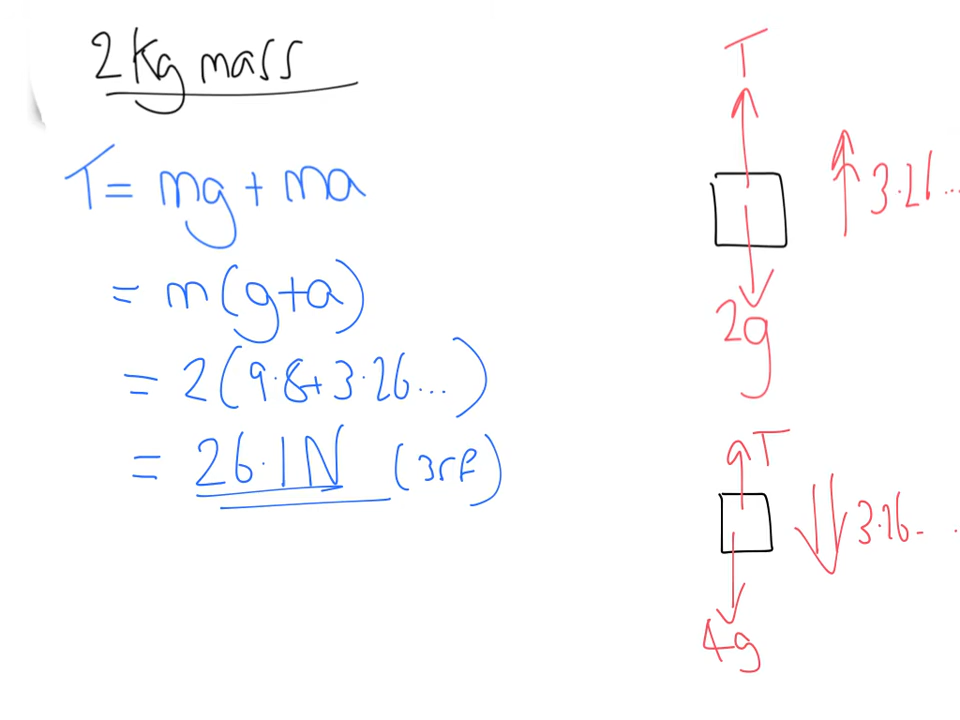 2kg mass
T = mg + ma
= m(g+a)
= 2(9.8+3.26...)
= 26.1N (3sf)
T
3.26...
2g
T
3.26-..
4g